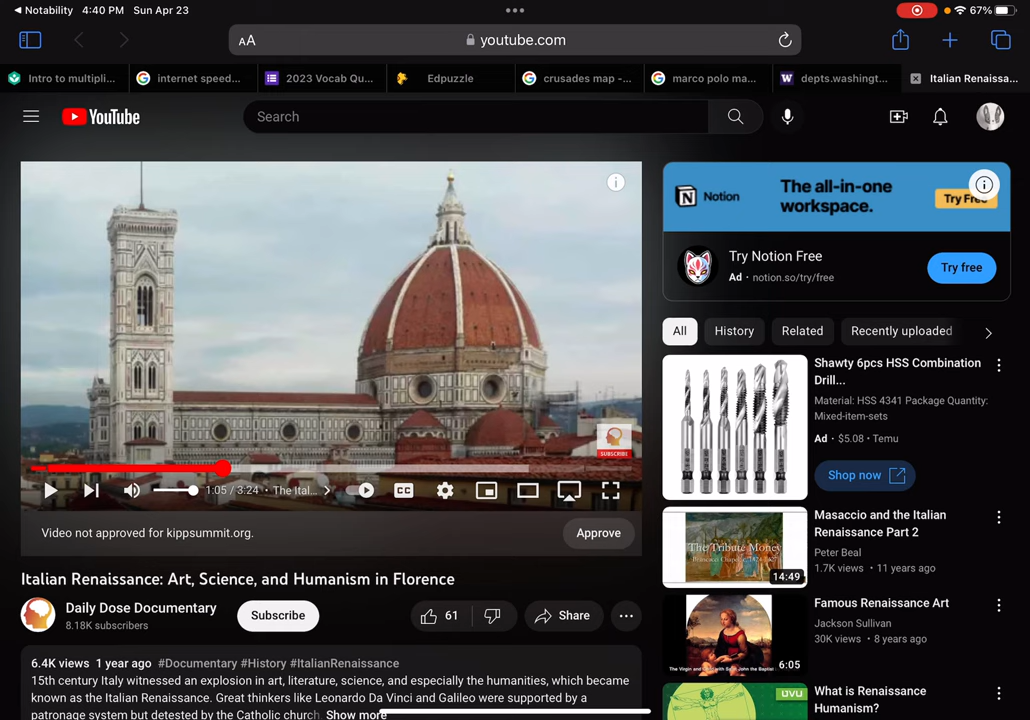 ◀ Notability 4:40 PM Sun Apr 23
67%
AA
youtube.com
Intro to multipli...
internet speed...
2023 Vocab Qu...
Edpuzzle
crusades map -...
marco polo ma...
W
depts.washingt...
Italian Renaissa...
YouTube
Search
Notion
The all-in-one
workspace.
Try Free
Try Notion Free
Ad • notion.so/try/free
Try free
All
History
Related
Recently uploaded
SUBSCRIBE
1:05 / 3:24 • The Ital...
CC
Video not approved for kippsummit.org.
Approve
Italian Renaissance: Art, Science, and Humanism in Florence
Daily Dose Documentary
8.18K subscribers
Subscribe
61
Share
6.4K views 1 year ago #Documentary #History #ItalianRenaissance
15th century Italy witnessed an explosion in art, literature, science, and especially the humanities, which became
known as the Italian Renaissance. Great thinkers like Leonardo Da Vinci and Galileo were supported by a
patronage system but detested by the Catholic church. Show more
Shawty 6pcs HSS Combination
Drill...
Material: HSS 4341 Package Quantity:
Mixed-item-sets
Ad • $5.08 • Temu
Shop now
The Tribute Money
14:49
Masaccio and the Italian
Renaissance Part 2
Peter Beal
1.7K views • 11 years ago
6:05
Famous Renaissance Art
Jackson Sullivan
30K views • 8 years ago
UVU
What is Renaissance
Humanism?